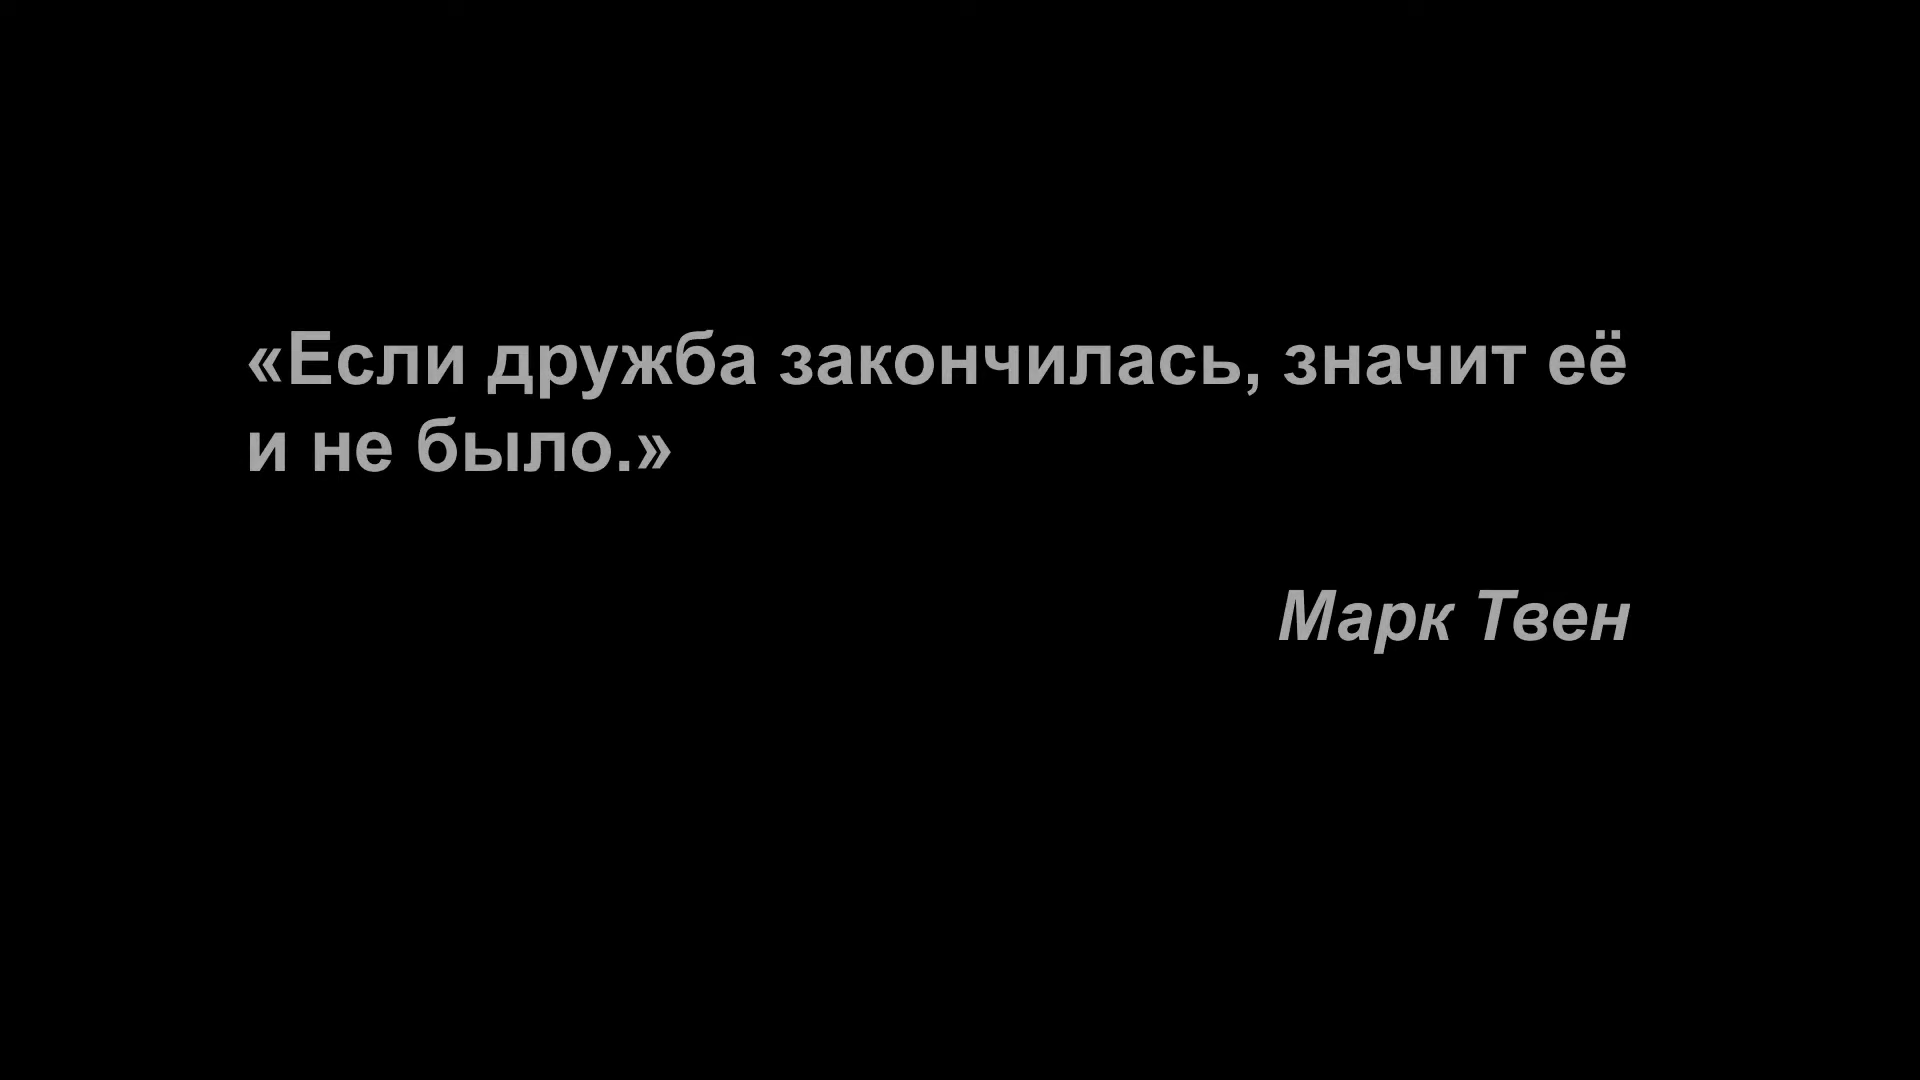 «Если дружба закончилась, значит её
и не было.»
Марк Твен